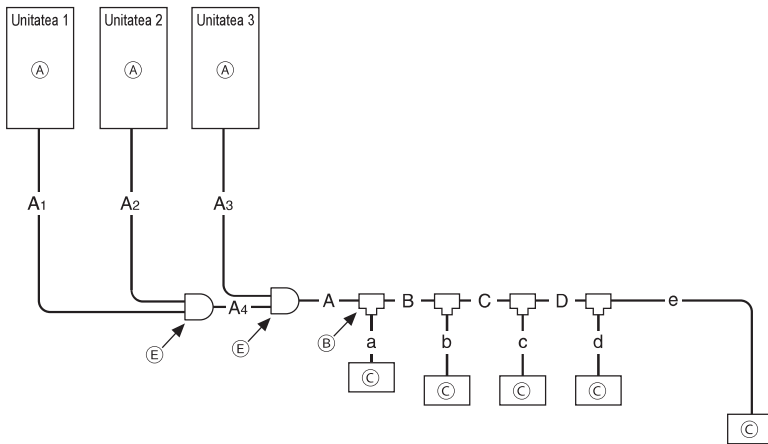 Unitatea 1 Unitatea 2 Unitatea 3
Ⓐ Ⓐ Ⓐ
A1 A2 A3
A4 A B C D e
Ⓔ Ⓔ Ⓑ a b c d
Ⓒ Ⓒ Ⓒ Ⓒ
Ⓒ